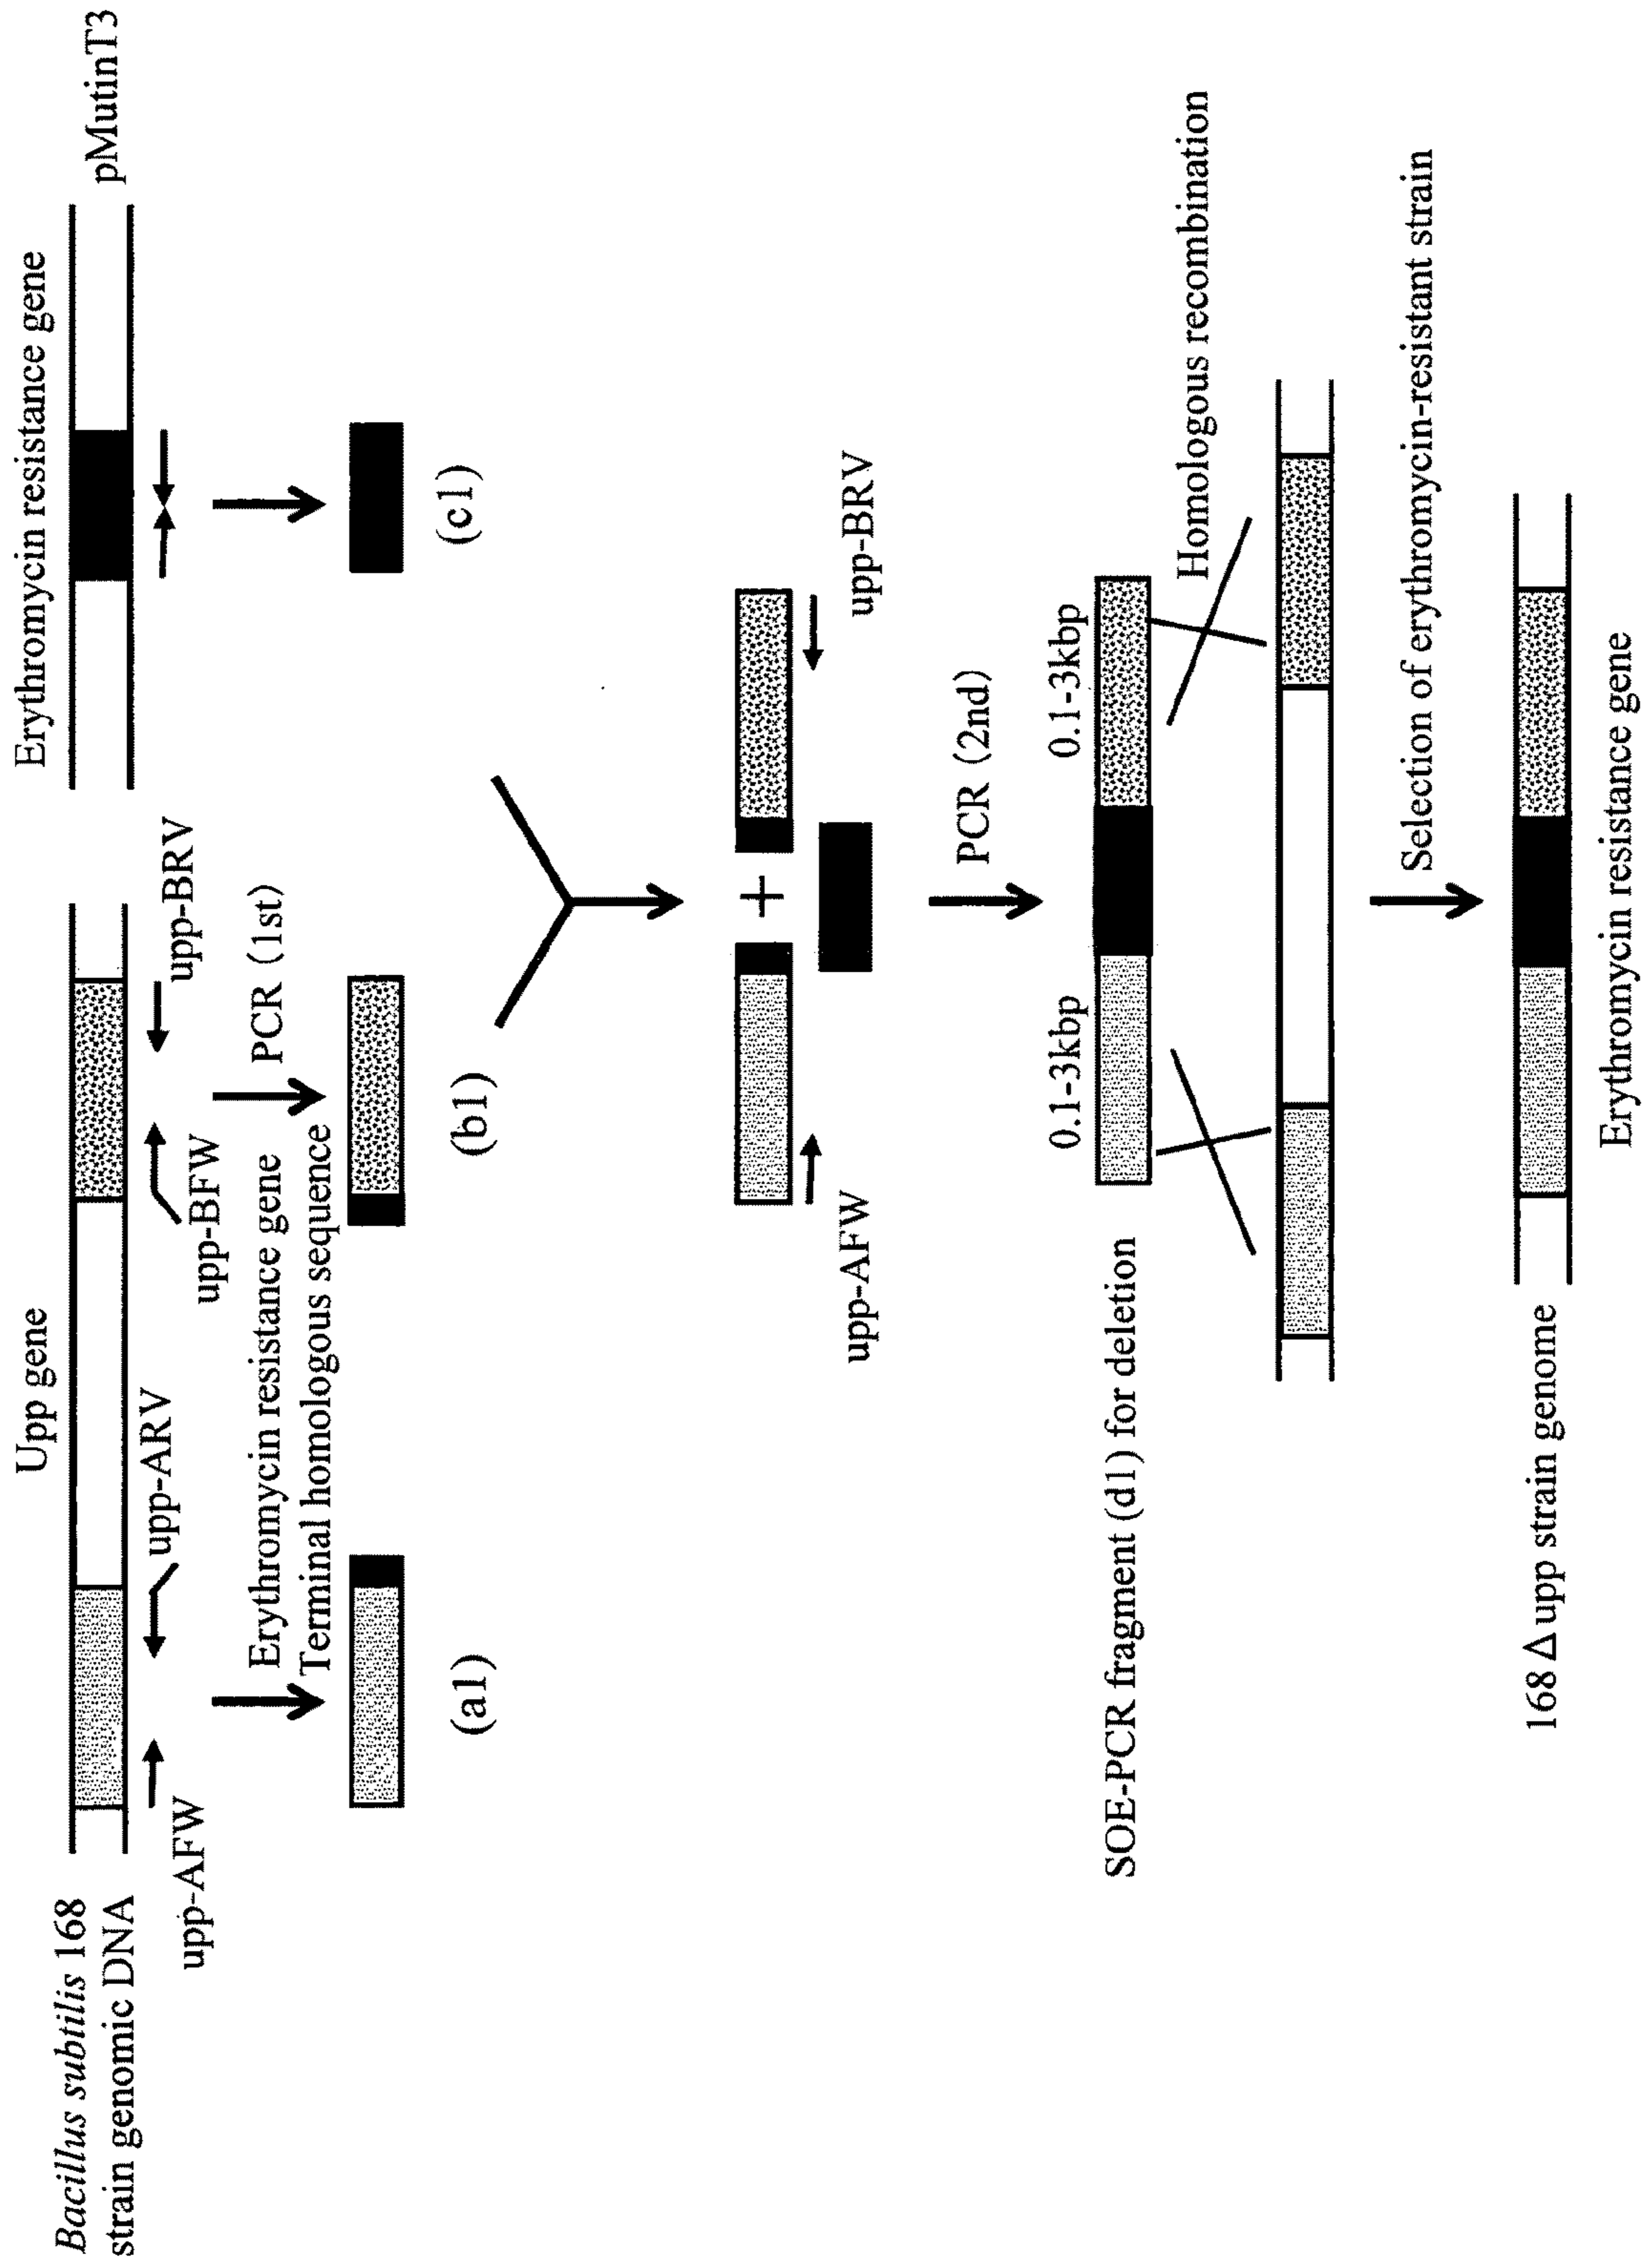 Bacillus subtilis 168
strain genomic DNA
Upp gene
Erythromycin resistance gene
pMutinT3
upp-AFW
upp-ARV
upp-BFW
upp-BRV
Erythromycin resistance gene
Terminal homologous sequence
PCR (1st)
(a1)
(b1)
(c1)
+
upp-AFW
upp-BRV
PCR (2nd)
SOE-PCR fragment (d1) for deletion
0.1-3kbp
0.1-3kbp
Homologous recombination
Selection of erythromycin-resistant strain
168 Δ upp strain genome
Erythromycin resistance gene